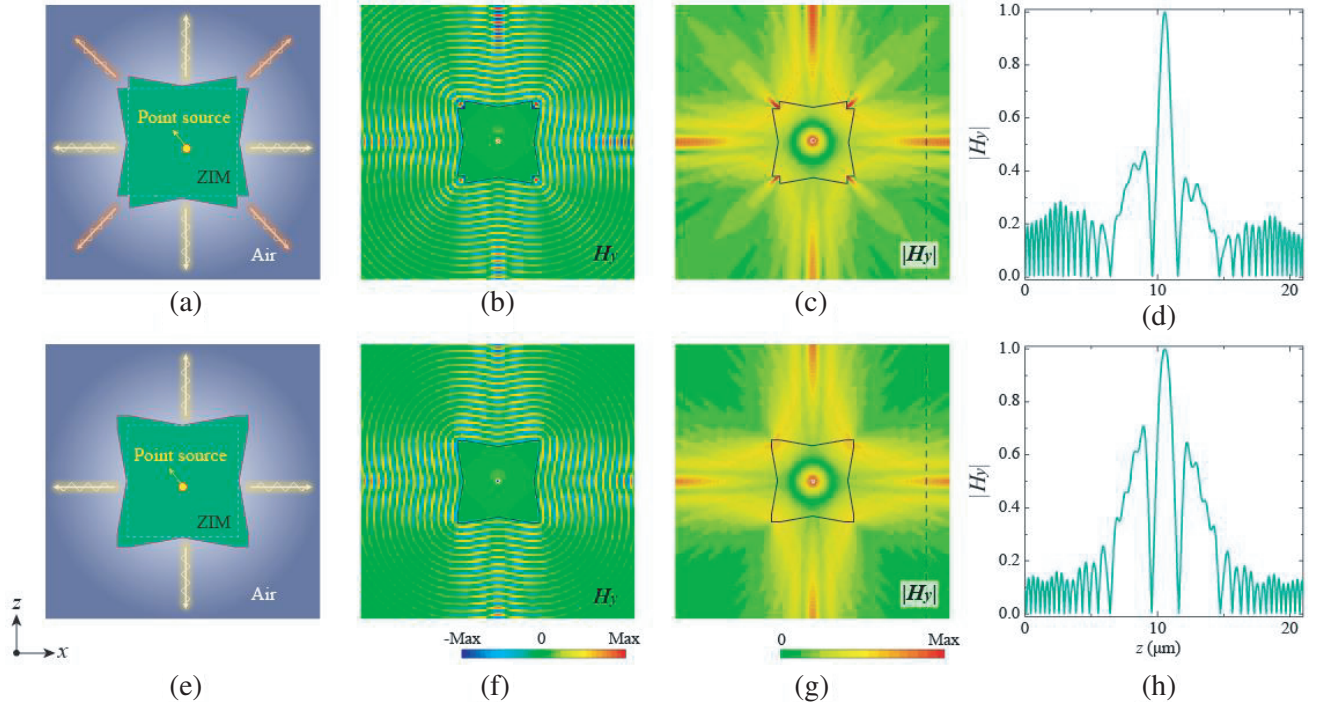 Point source
ZIM
Air
(a)
Hy
(b)
|Hy|
(c)
|Hy|
1.0
0.8
0.6
0.4
0.2
0.0
0 10 20
(d)
Point source
ZIM
Air
z
x
(e)
Hy
-Max 0 Max
(f)
|Hy|
0 Max
(g)
|Hy|
1.0
0.8
0.6
0.4
0.2
0.0
0 10 20
z (μm)
(h)